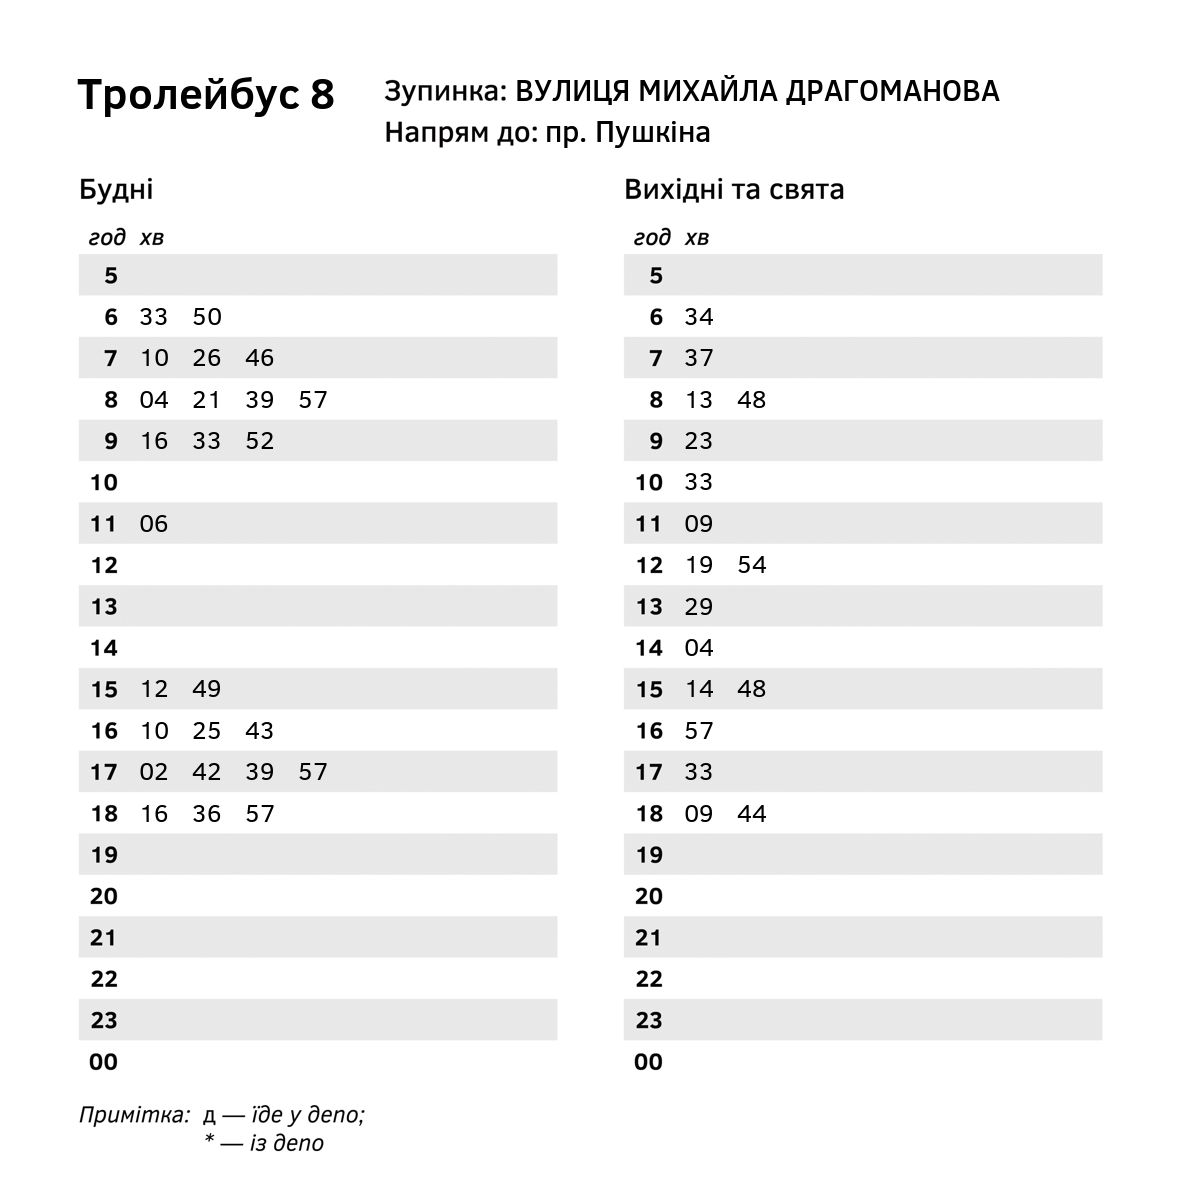 Тролейбус 8
Зупинка: ВУЛИЦЯ МИХАЙЛА ДРАГОМАНОВА
Напрям до: пр. Пушкіна
Будні
год хв
5
6 33 50
7 10 26 46
8 04 21 39 57
9 16 33 52
10
11 06
12
13
14
15 12 49
16 10 25 43
17 02 42 39 57
18 16 36 57
19
20
21
22
23
00
Вихідні та свята
год хв
5
6 34
7 37
8 13 48
9 23
10 33
11 09
12 19 54
13 29
14 04
15 14 48
16 57
17 33
18 09 44
19
20
21
22
23
00
Примітка: д — їде у депо;
* — із депо